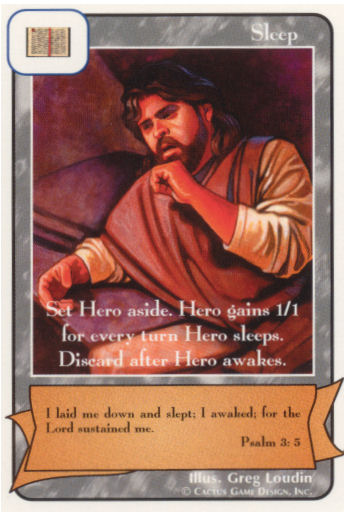 Sleep
Set Hero aside. Hero gains 1/1
for every turn Hero sleeps.
Discard after Hero awakes.
I laid me down and slept; I awaked; for the
Lord sustained me.
Psalm 3: 5
Illus. Greg Loudin
© Cactus Game Design, Inc.